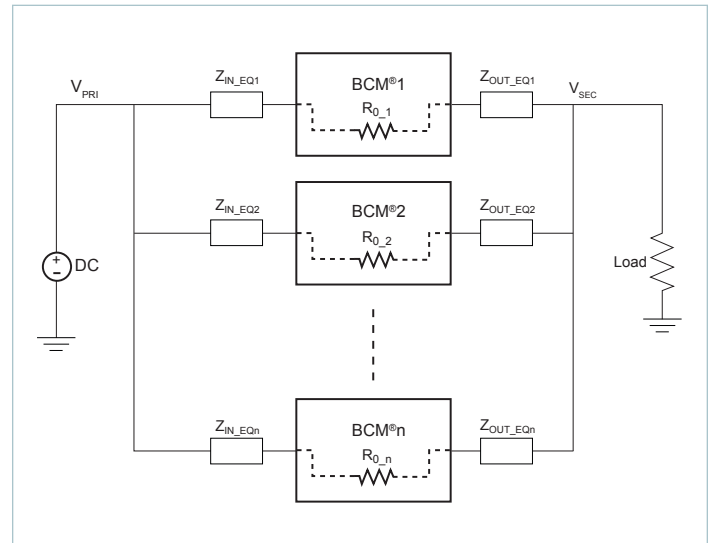 V_PRI
Z_IN_EQ1
BCM®1
R_0_1
Z_OUT_EQ1
V_SEC
Z_IN_EQ2
BCM®2
R_0_2
Z_OUT_EQ2
+
-
DC
Load
Z_IN_EQn
BCM®n
R_0_n
Z_OUT_EQn